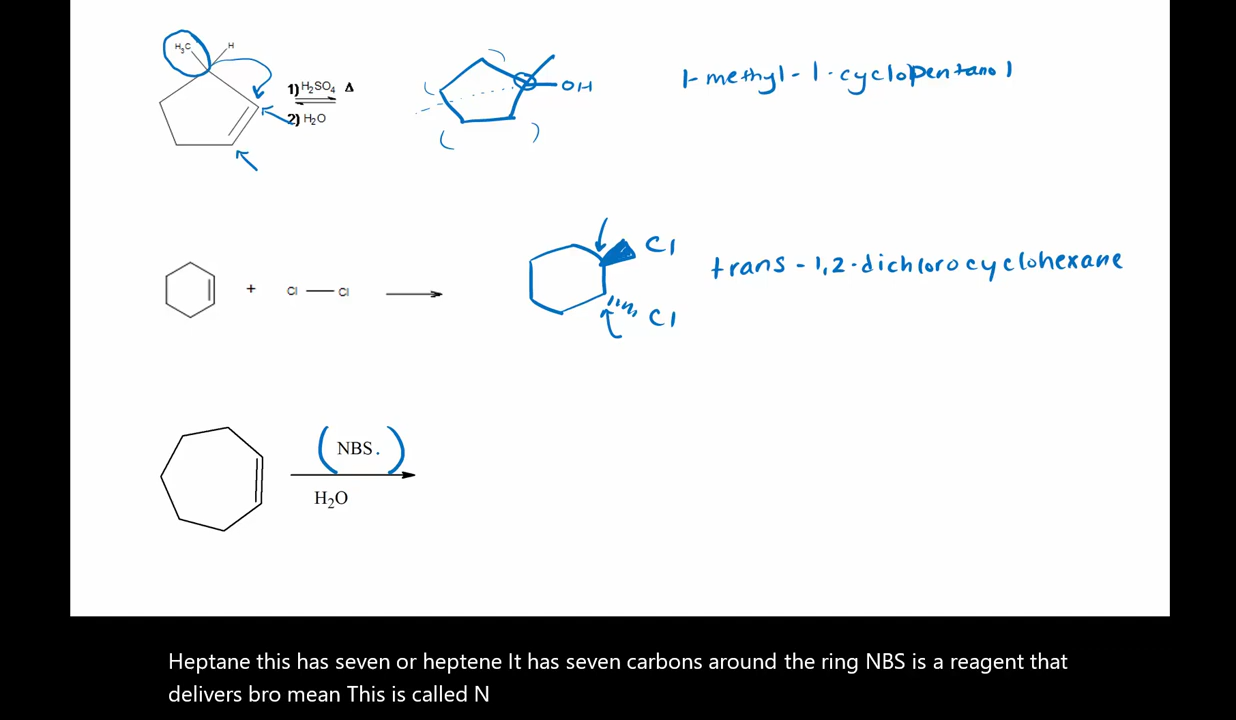 H₃C H
1) H₂SO₄ Δ
2) H₂O
OH
1-methyl-1-cyclopentanol
+ Cl Cl
Cl
Cl
trans-1,2-dichlorocyclohexane
(NBS.)
H₂O
Heptane this has seven or heptene It has seven carbons around the ring NBS is a reagent that
delivers bro mean This is called N